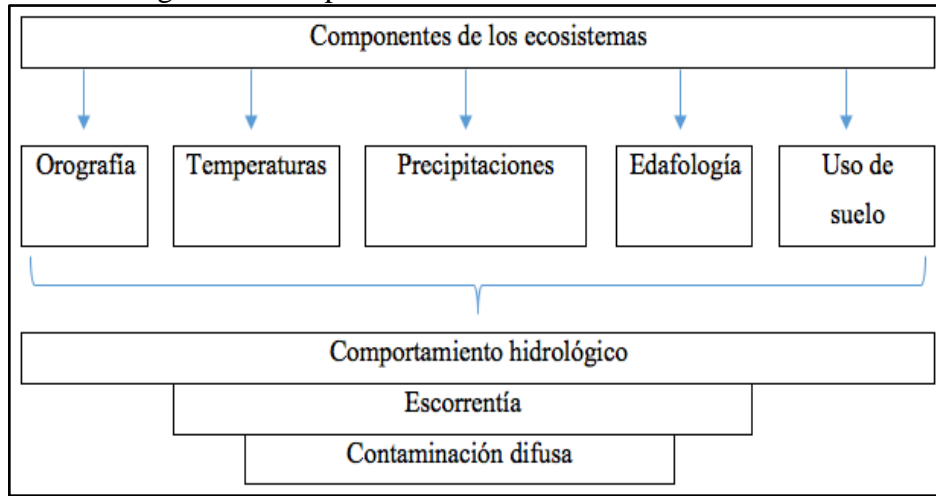 Componentes de los ecosistemas
Orografía
Temperaturas
Precipitaciones
Edafología
Uso de
suelo
Comportamiento hidrológico
Escorrentía
Contaminación difusa